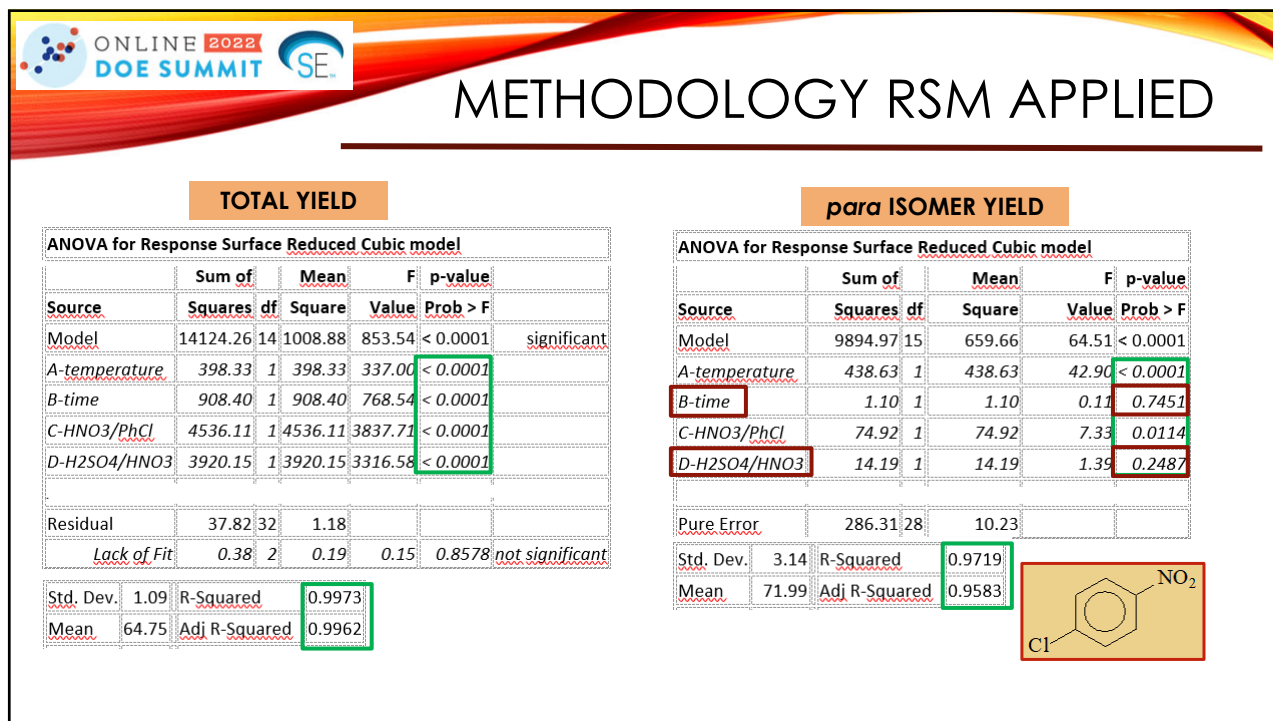 ONLINE 2022
DOE SUMMIT
SE™
METHODOLOGY RSM APPLIED
TOTAL YIELD
ANOVA for Response Surface Reduced Cubic model
Sum of Mean F p-value
Source Squares df Square Value Prob > F
Model 14124.26 14 1008.88 853.54 < 0.0001 significant
A-temperature 398.33 1 398.33 337.00 < 0.0001
B-time 908.40 1 908.40 768.54 < 0.0001
C-HNO3/PhCl 4536.11 1 4536.11 3837.71 < 0.0001
D-H2SO4/HNO3 3920.15 1 3920.15 3316.58 < 0.0001
.
Residual 37.82 32 1.18
Lack of Fit 0.38 2 0.19 0.15 0.8578 not significant
Std. Dev. 1.09 R-Squared 0.9973
Mean 64.75 Adj R-Squared 0.9962
para ISOMER YIELD
ANOVA for Response Surface Reduced Cubic model
Sum of Mean F p-value
Source Squares df Square Value Prob > F
Model 9894.97 15 659.66 64.51 < 0.0001
A-temperature 438.63 1 438.63 42.90 < 0.0001
B-time 1.10 1 1.10 0.11 0.7451
C-HNO3/PhCl 74.92 1 74.92 7.33 0.0114
D-H2SO4/HNO3 14.19 1 14.19 1.39 0.2487
Pure Error 286.31 28 10.23
Std. Dev. 3.14 R-Squared 0.9719
Mean 71.99 Adj R-Squared 0.9583
NO₂
Cl